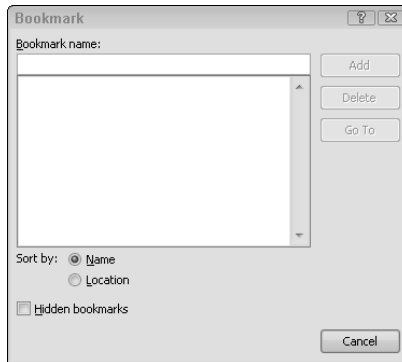 Bookmark
Bookmark name:
Add
Delete
Go To
Sort by: Name
Location
Hidden bookmarks
Cancel